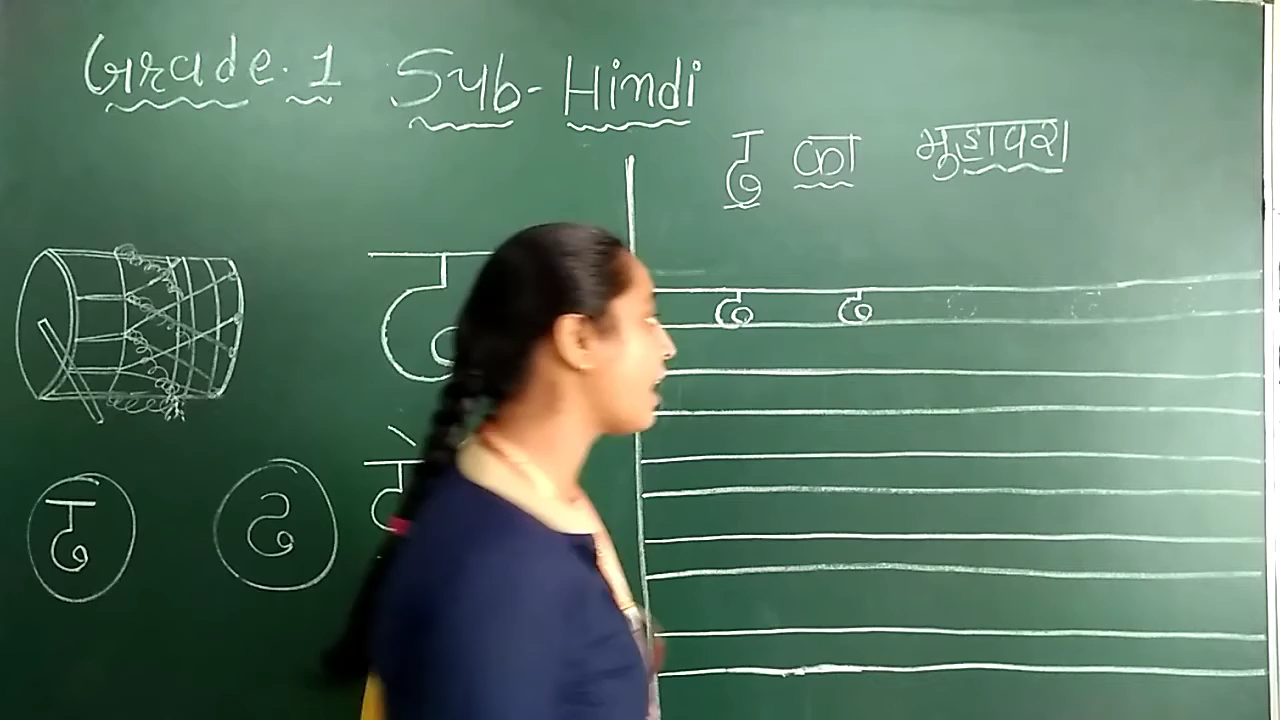 Grade. 1 Sub- Hindi
ढ का मुहावरा
ढ
ढ ढ
ढ